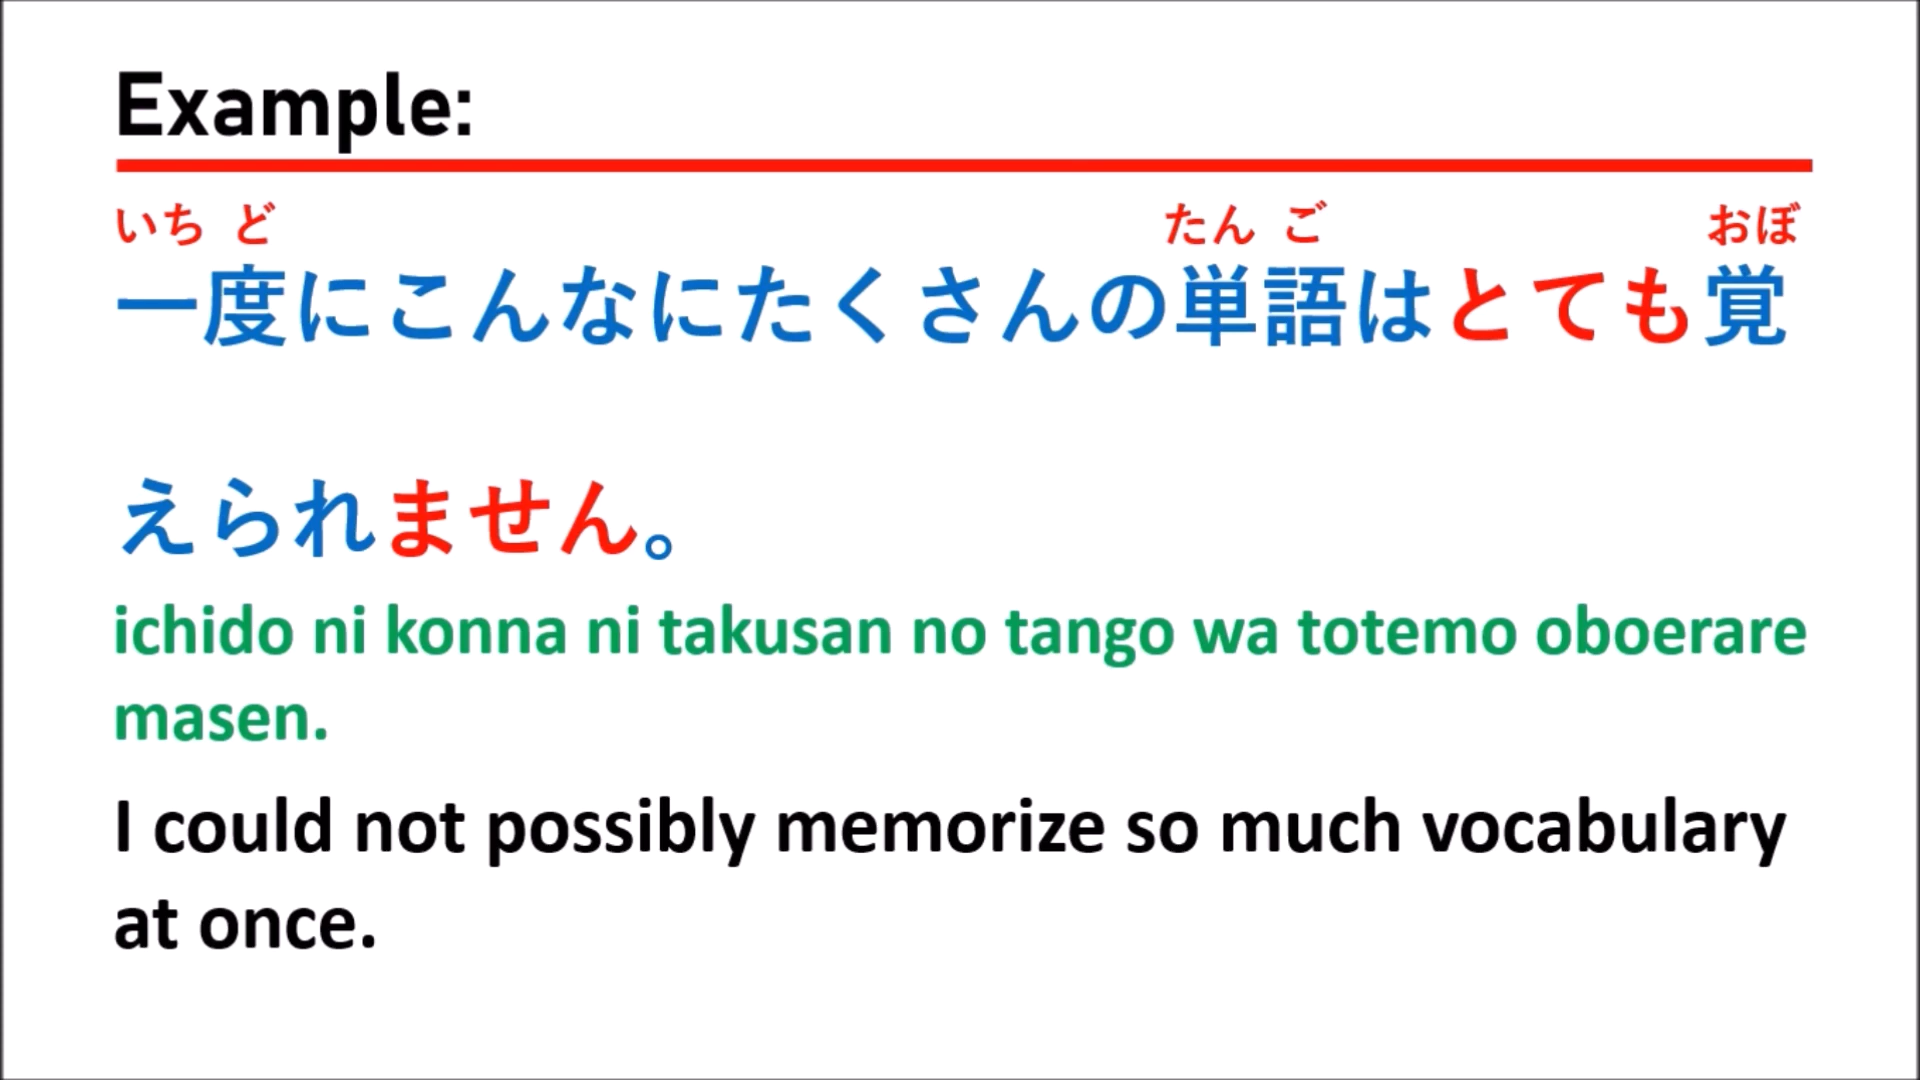 Example:
いち ど たん ご おぼ
一度にこんなにたくさんの単語はとても覚
えられません。
ichido ni konna ni takusan no tango wa totemo oboerare
masen.
I could not possibly memorize so much vocabulary
at once.